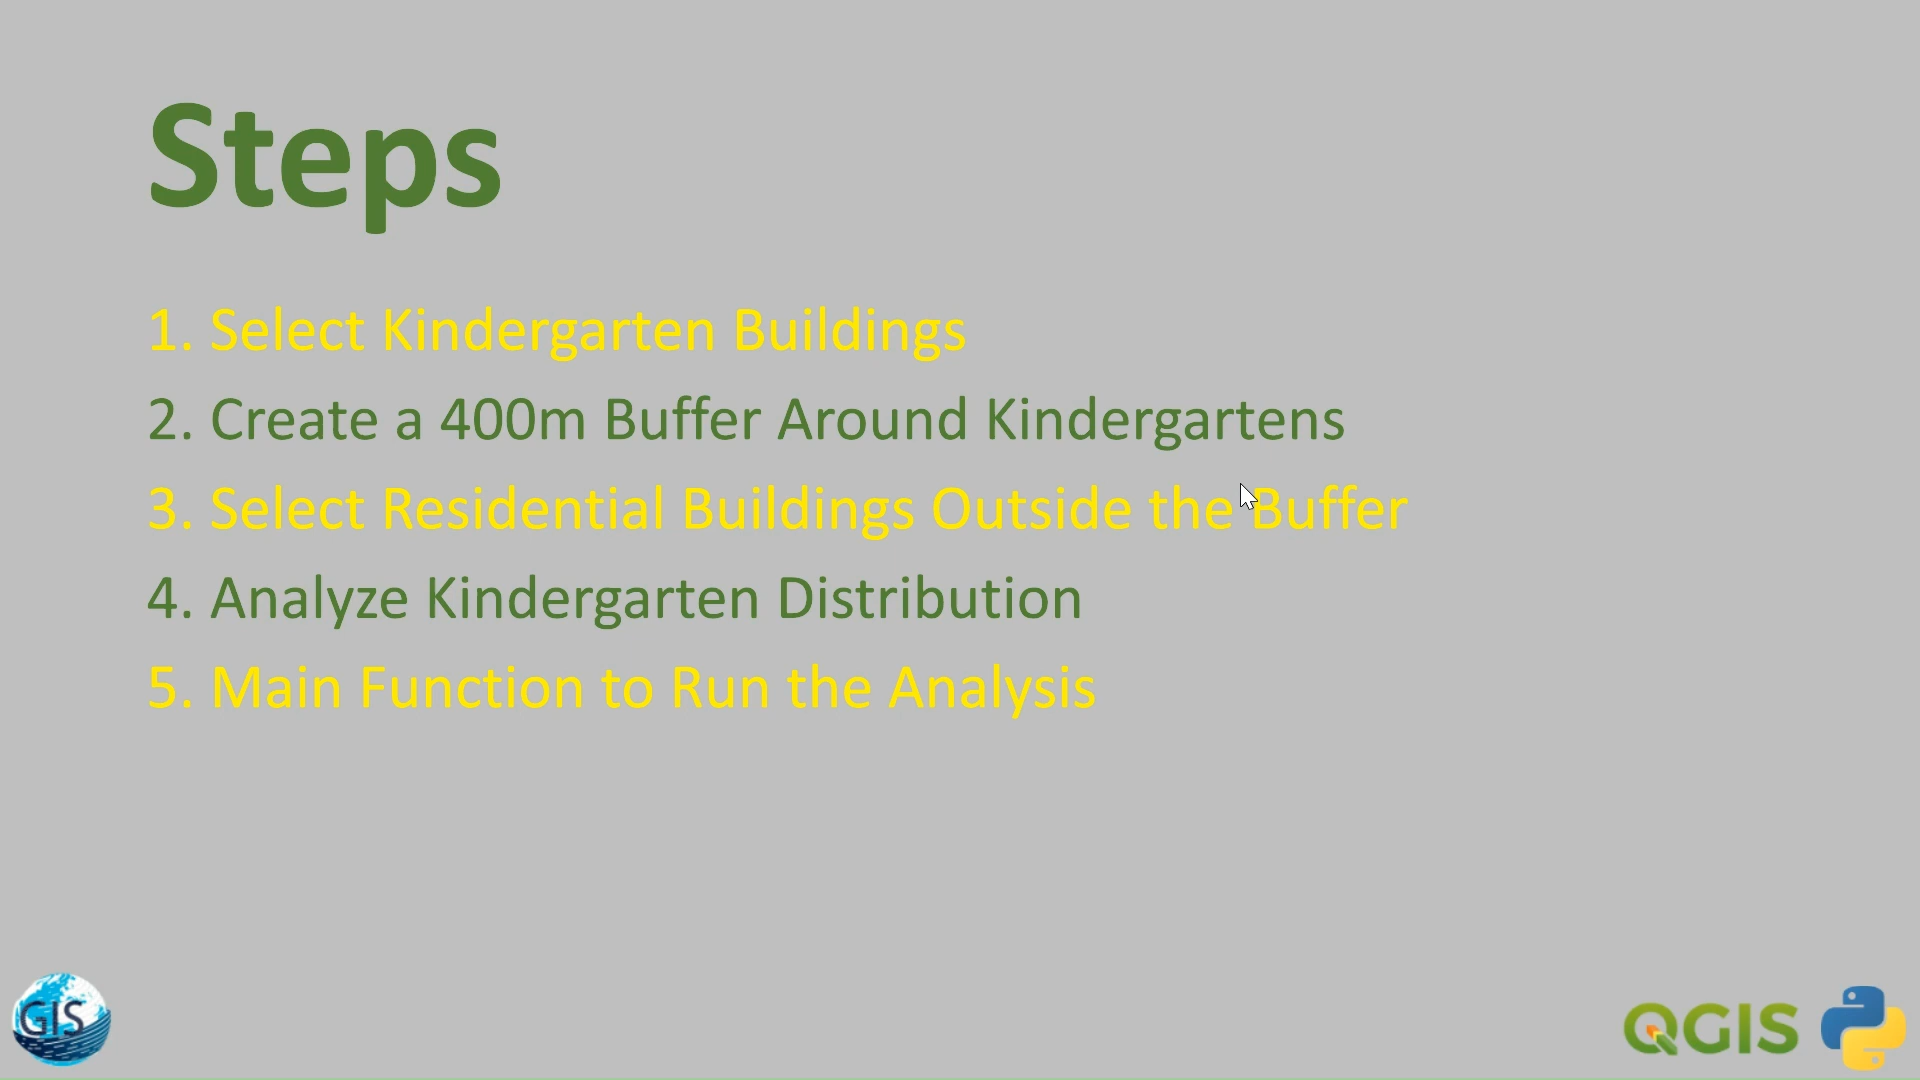 Steps
1. Select Kindergarten Buildings
2. Create a 400m Buffer Around Kindergartens
3. Select Residential Buildings Outside the Buffer
4. Analyze Kindergarten Distribution
5. Main Function to Run the Analysis
GIS
QGIS